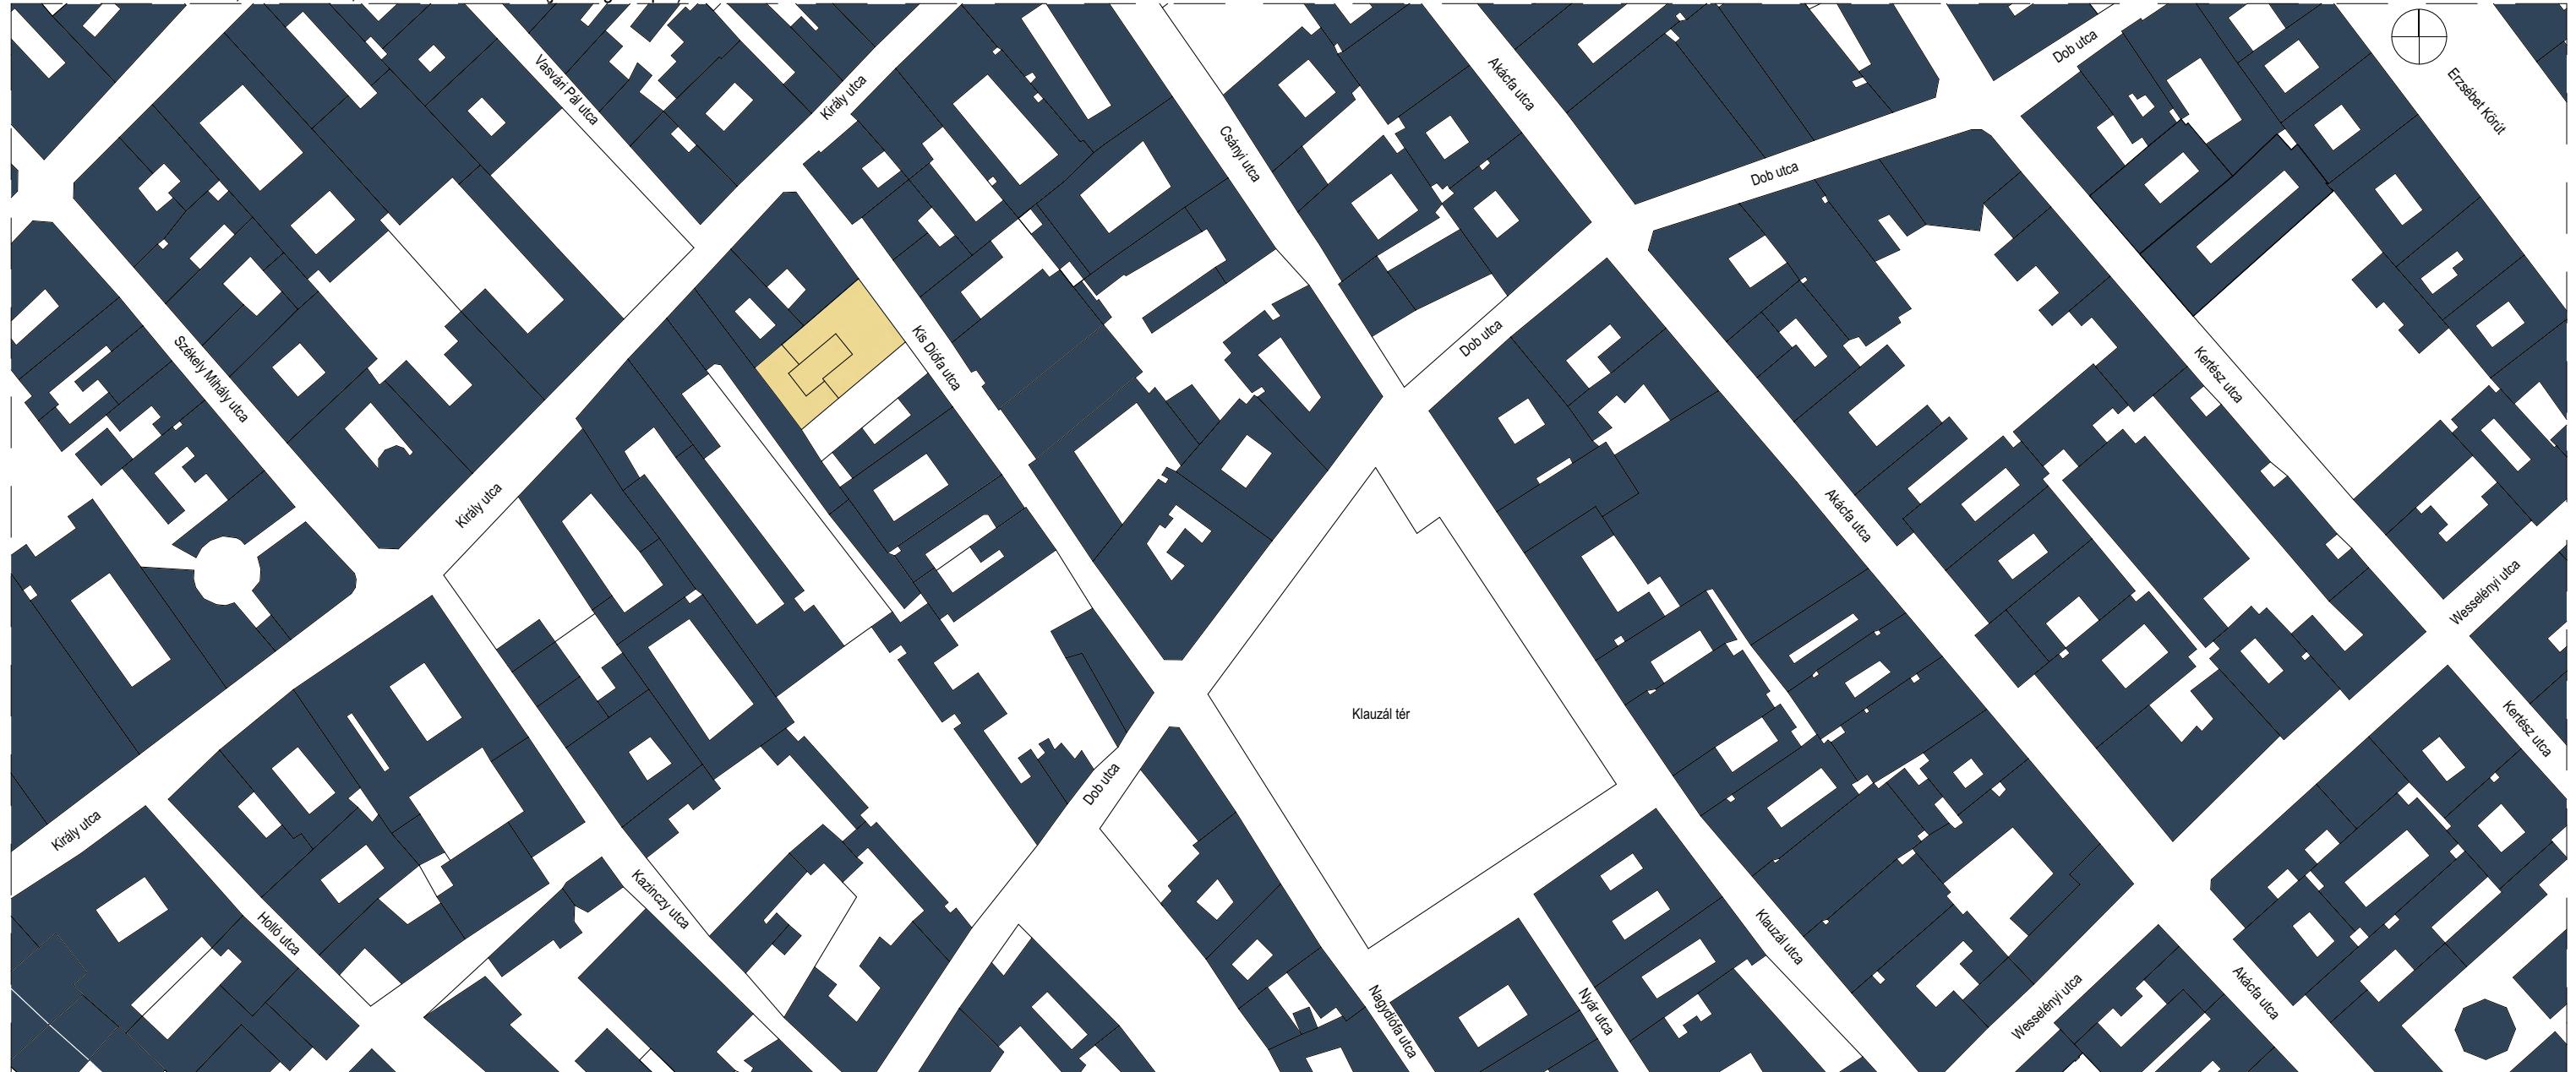 Dob utca
Vasvári Pál utca
Király utca
Akácfa utca
Erzsébet Körút
Csányi utca
Dob utca
Székely Mihály utca
Kis Diófa utca
Dob utca
Kertész utca
Király utca
Akácfa utca
Wesselényi utca
Klauzál tér
Kertész utca
Dob utca
Király utca
Kazinczy utca
Holló utca
Klauzál utca
Nagydiófa utca
Nyár utca
Wesselényi utca
Akácfa utca